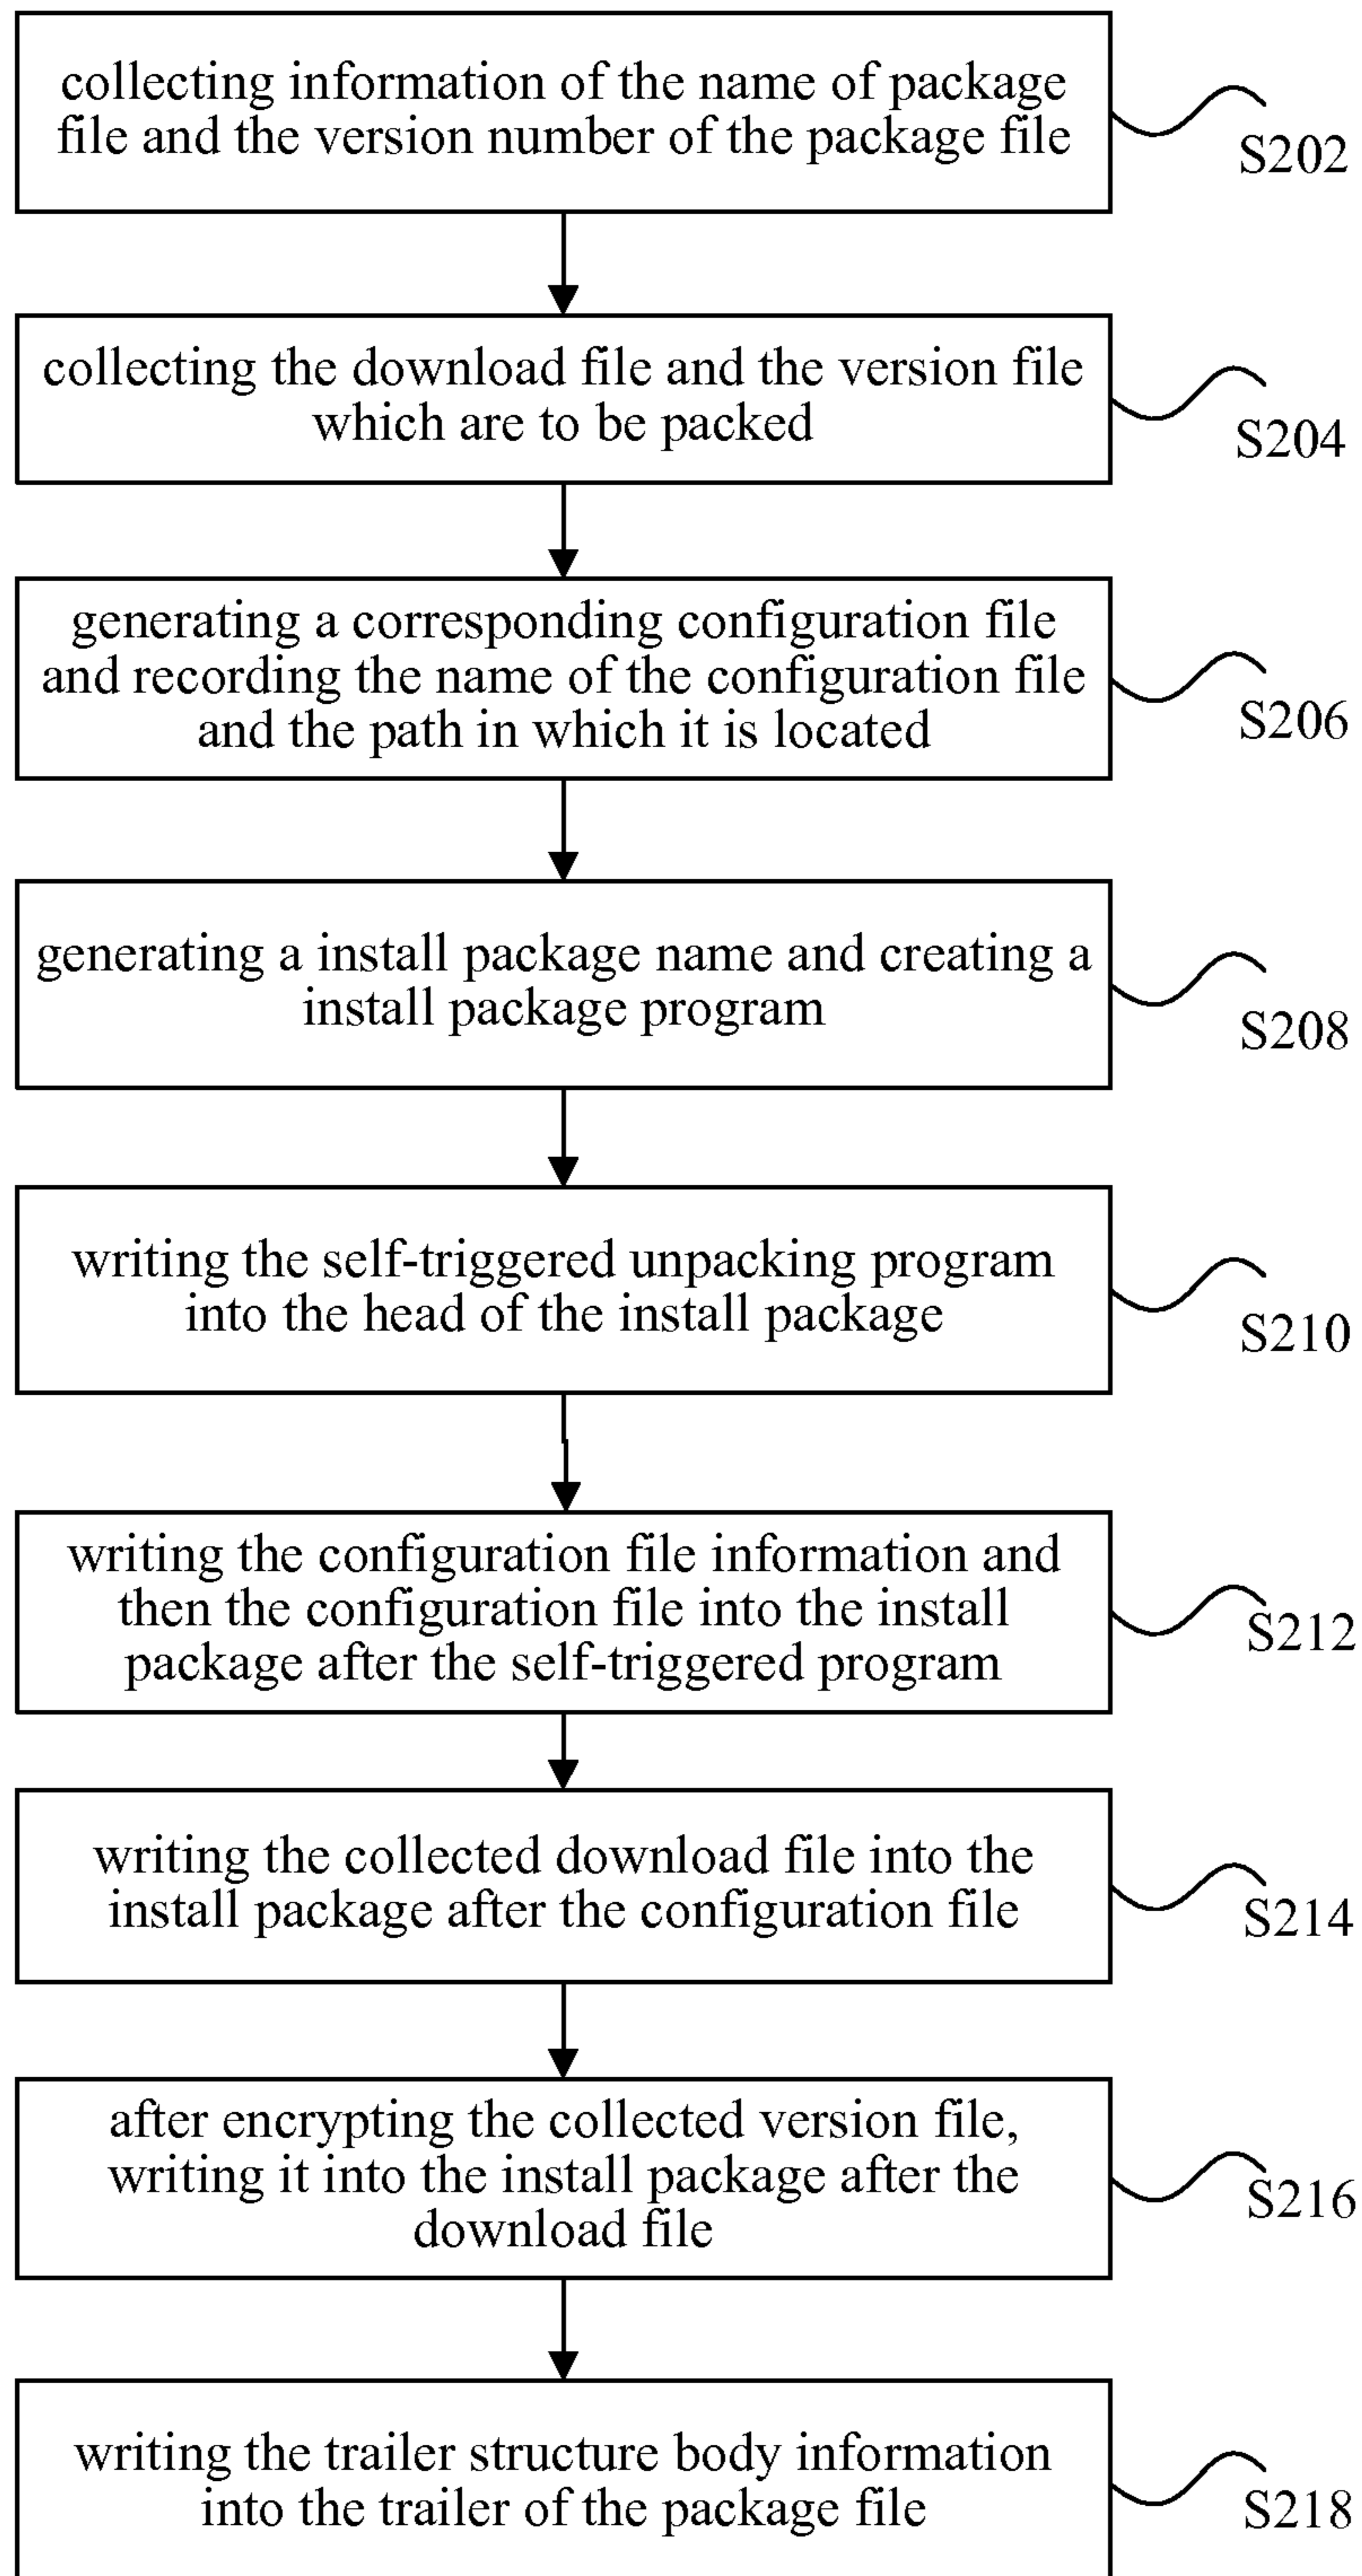 collecting information of the name of package
file and the version number of the package file
S202
collecting the download file and the version file
which are to be packed
S204
generating a corresponding configuration file
and recording the name of the configuration file
and the path in which it is located
S206
generating a install package name and creating a
install package program
S208
writing the self-triggered unpacking program
into the head of the install package
S210
writing the configuration file information and
then the configuration file into the install
package after the self-triggered program
S212
writing the collected download file into the
install package after the configuration file
S214
after encrypting the collected version file,
writing it into the install package after the
download file
S216
writing the trailer structure body information
into the trailer of the package file
S218